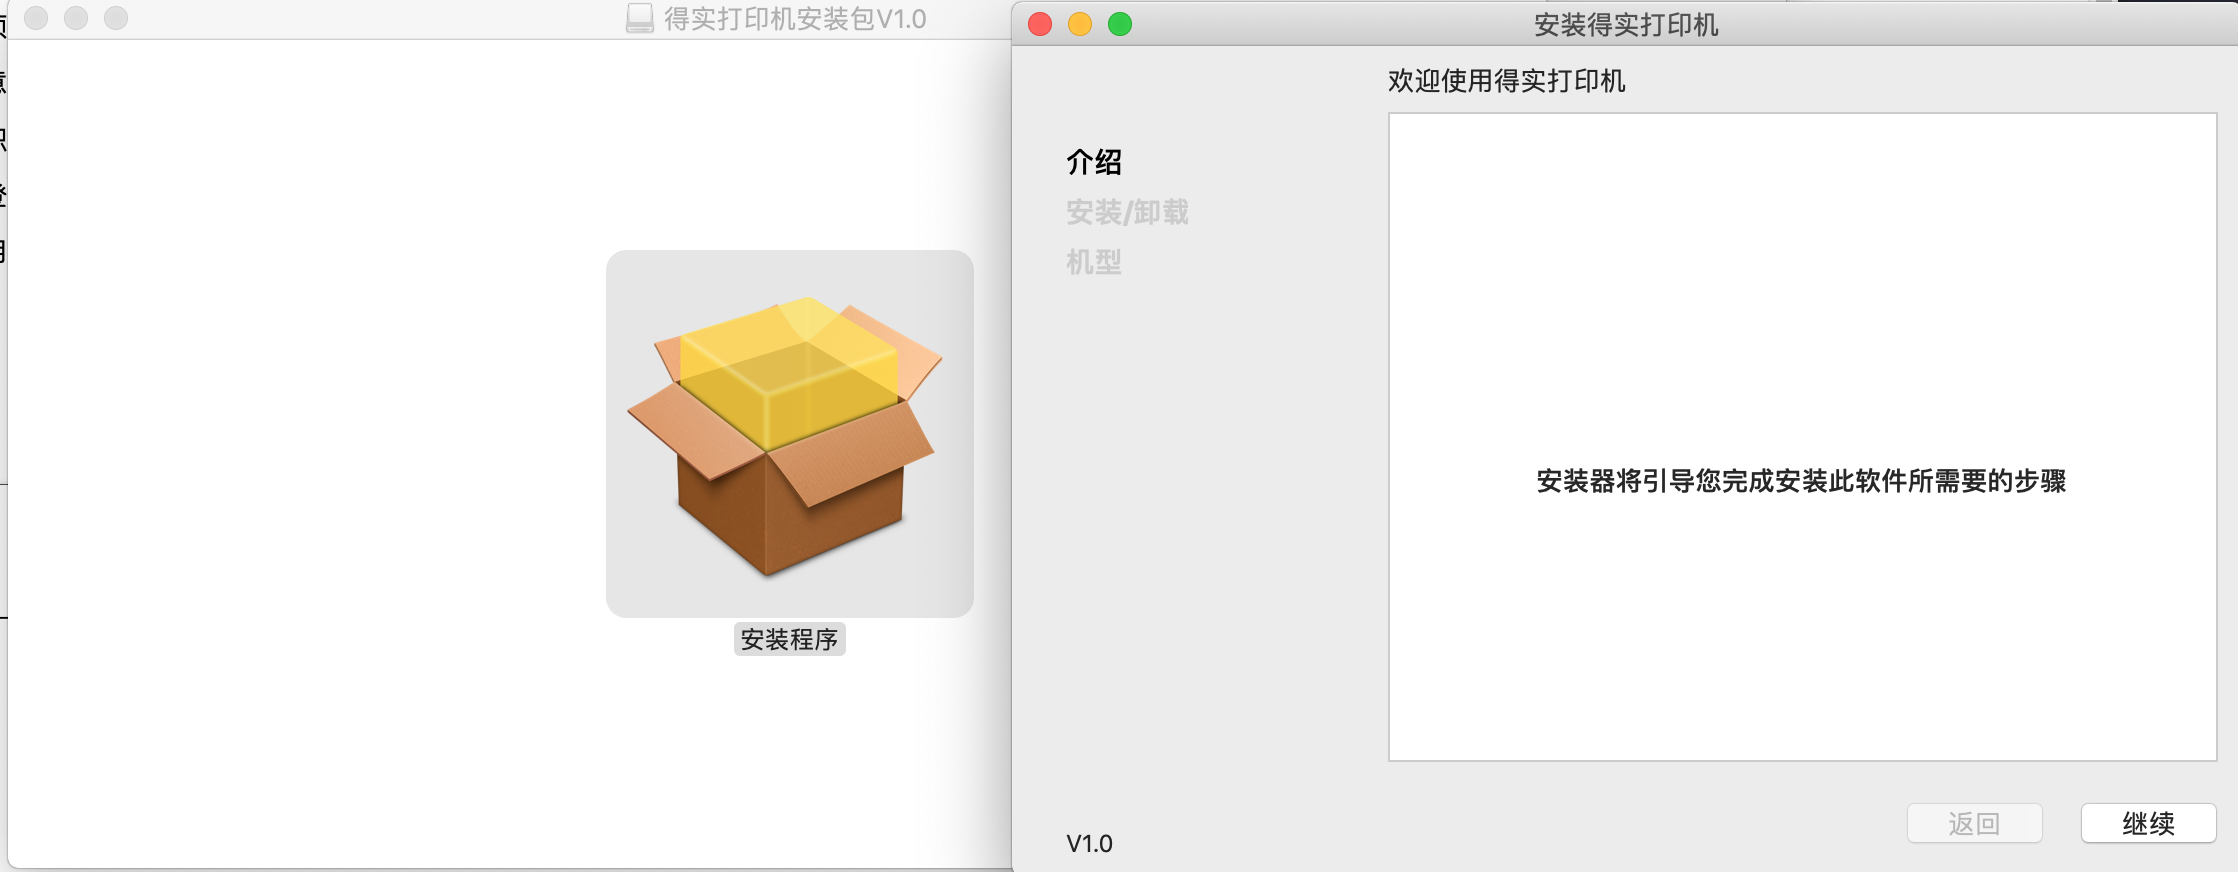 得实打印机安装包V1.0
安装程序
安装得实打印机
欢迎使用得实打印机
介绍
安装/卸载
机型
安装器将引导您完成安装此软件所需要的步骤
V1.0
返回
继续